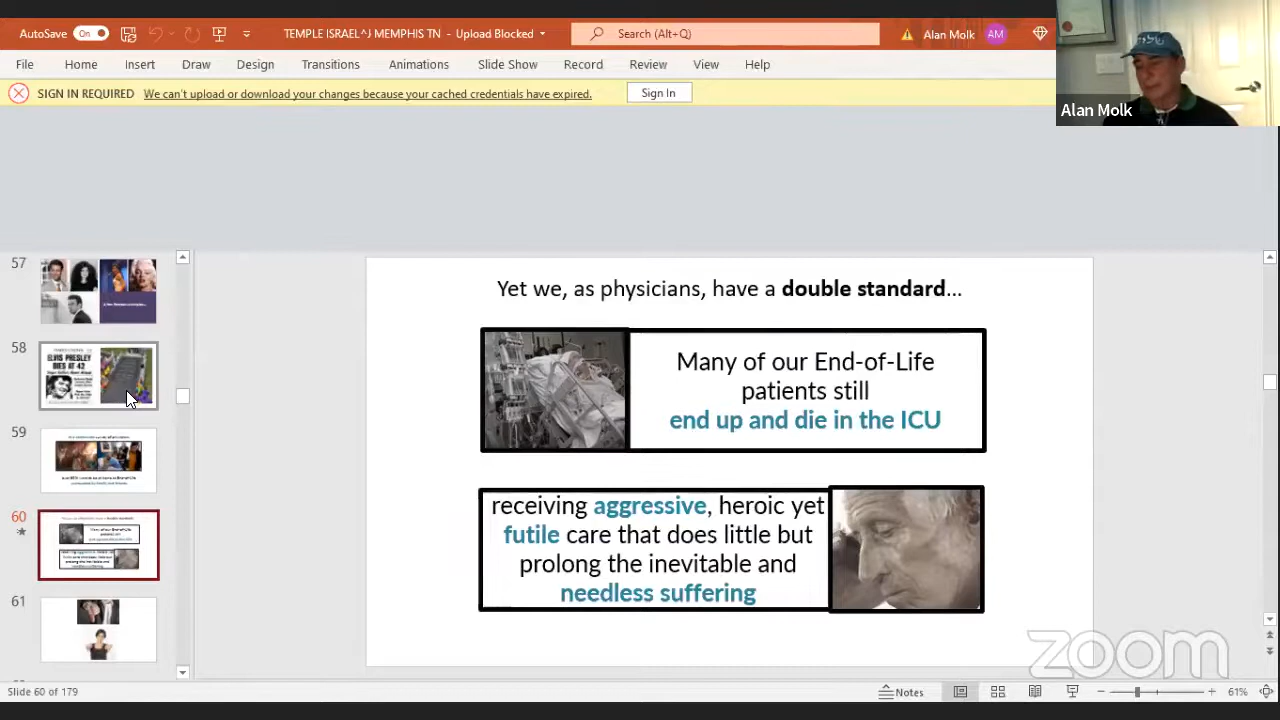 AutoSave On TEMPLE ISRAEL^J MEMPHIS TN - Upload Blocked Search (Alt+Q) Alan Molk AM
File Home Insert Draw Design Transitions Animations Slide Show Record Review View Help
SIGN IN REQUIRED We can't upload or download your changes because your cached credentials have expired. Sign In
Alan Molk
57
58
ELVIS PRESLEY
DIES AT 42
59
60
61
Yet we, as physicians, have a double standard...
Many of our End-of-Life
patients still
end up and die in the ICU
receiving aggressive, heroic yet
futile care that does little but
prolong the inevitable and
needless suffering
zoom
Slide 60 of 179 Notes 61%